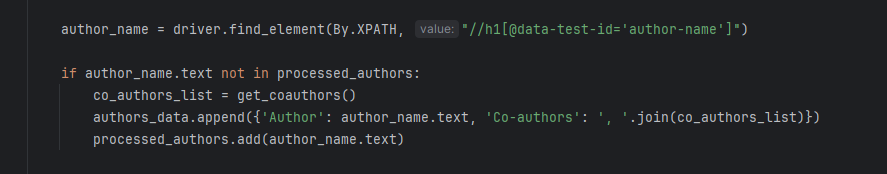 author_name = driver.find_element(By.XPATH, value: "//h1[@data-test-id='author-name']")
if author_name.text not in processed_authors:
co_authors_list = get_coauthors()
authors_data.append({'Author': author_name.text, 'Co-authors': ', '.join(co_authors_list)})
processed_authors.add(author_name.text)